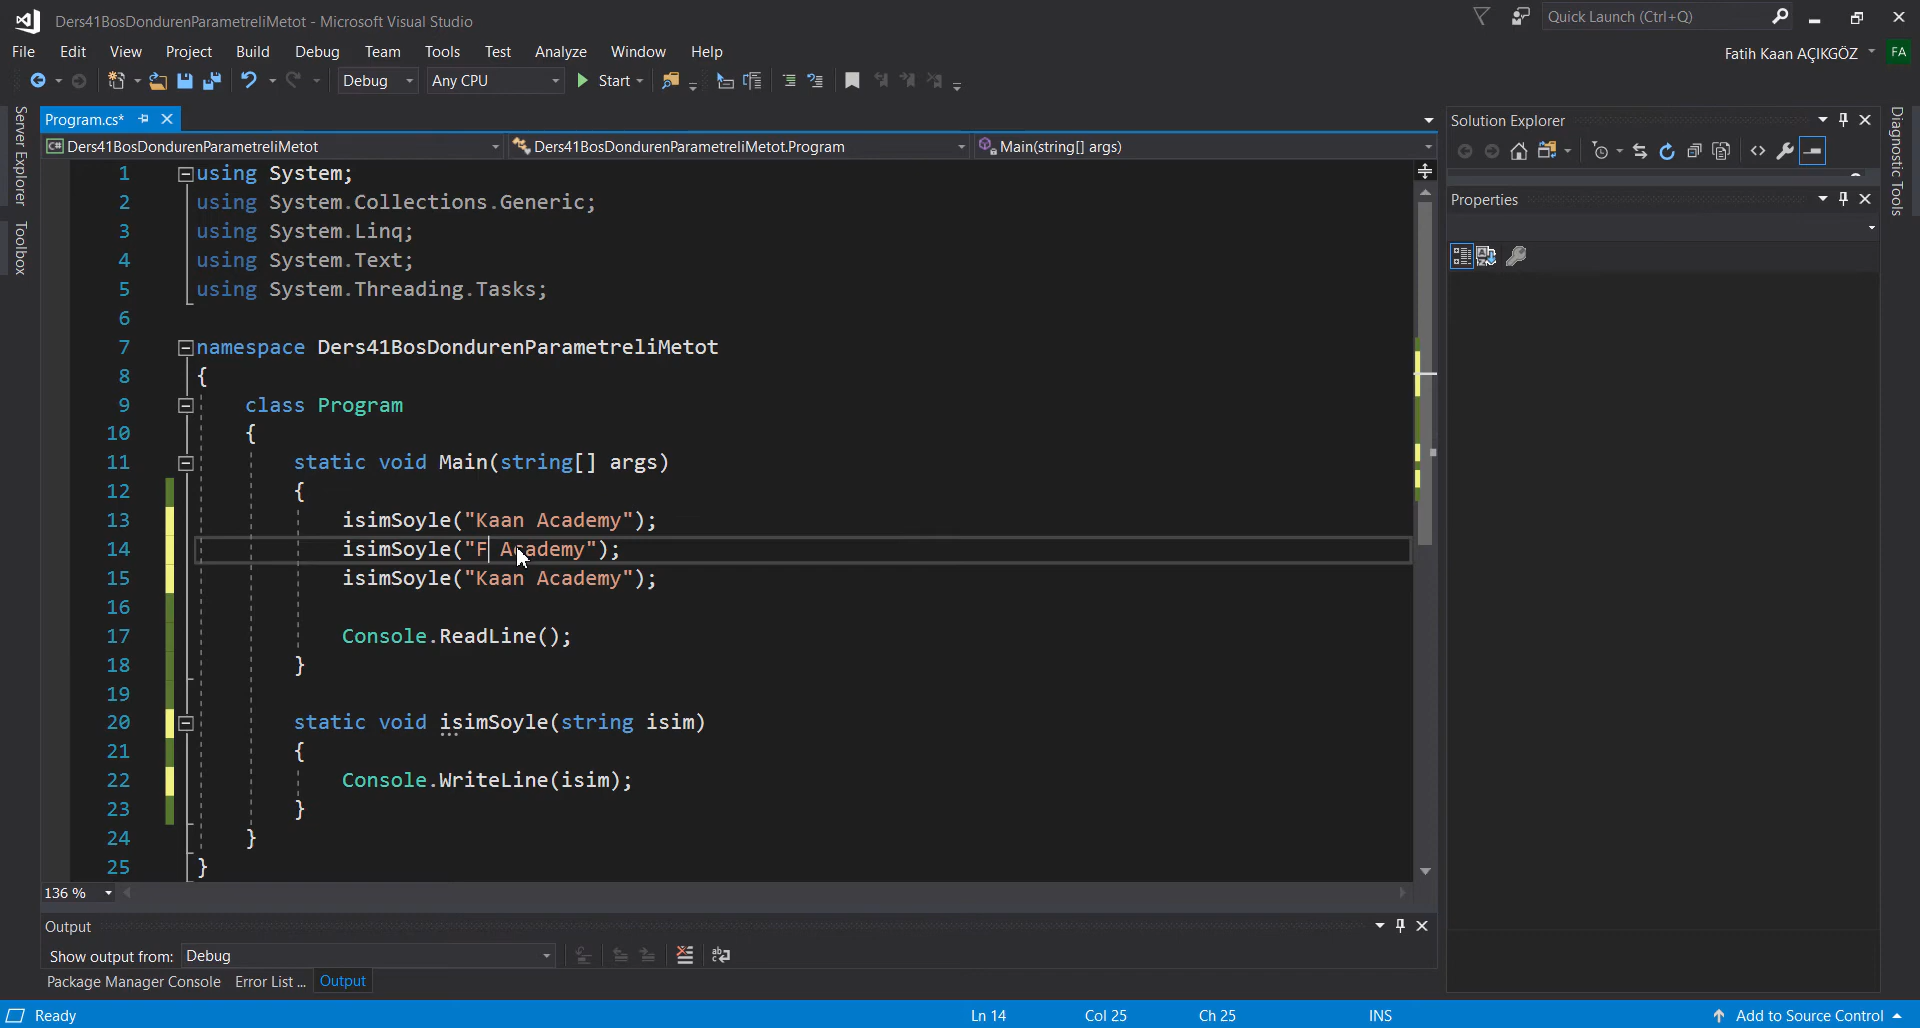 Ders41BosDondurenParametreliMetot - Microsoft Visual Studio
Quick Launch (Ctrl+Q)
File Edit View Project Build Debug Team Tools Test Analyze Window Help
Fatih Kaan AÇIKGÖZ FA
Debug Any CPU Start
Server Explorer
Toolbox
Program.cs*
Ders41BosDondurenParametreliMetot Ders41BosDondurenParametreliMetot.Program Main(string[] args)
1 using System;
2 using System.Collections.Generic;
3 using System.Linq;
4 using System.Text;
5 using System.Threading.Tasks;
6
7 namespace Ders41BosDondurenParametreliMetot
8 {
9 class Program
10 {
11 static void Main(string[] args)
12 {
13 isimSoyle("Kaan Academy");
14 isimSoyle("F Academy");
15 isimSoyle("Kaan Academy");
16
17 Console.ReadLine();
18 }
19
20 static void isimSoyle(string isim)
21 {
22 Console.WriteLine(isim);
23 }
24 }
25 }
136 %
Output
Show output from: Debug
Package Manager Console Error List ... Output
Solution Explorer
Properties
Diagnostic Tools
Ready Ln 14 Col 25 Ch 25 INS Add to Source Control